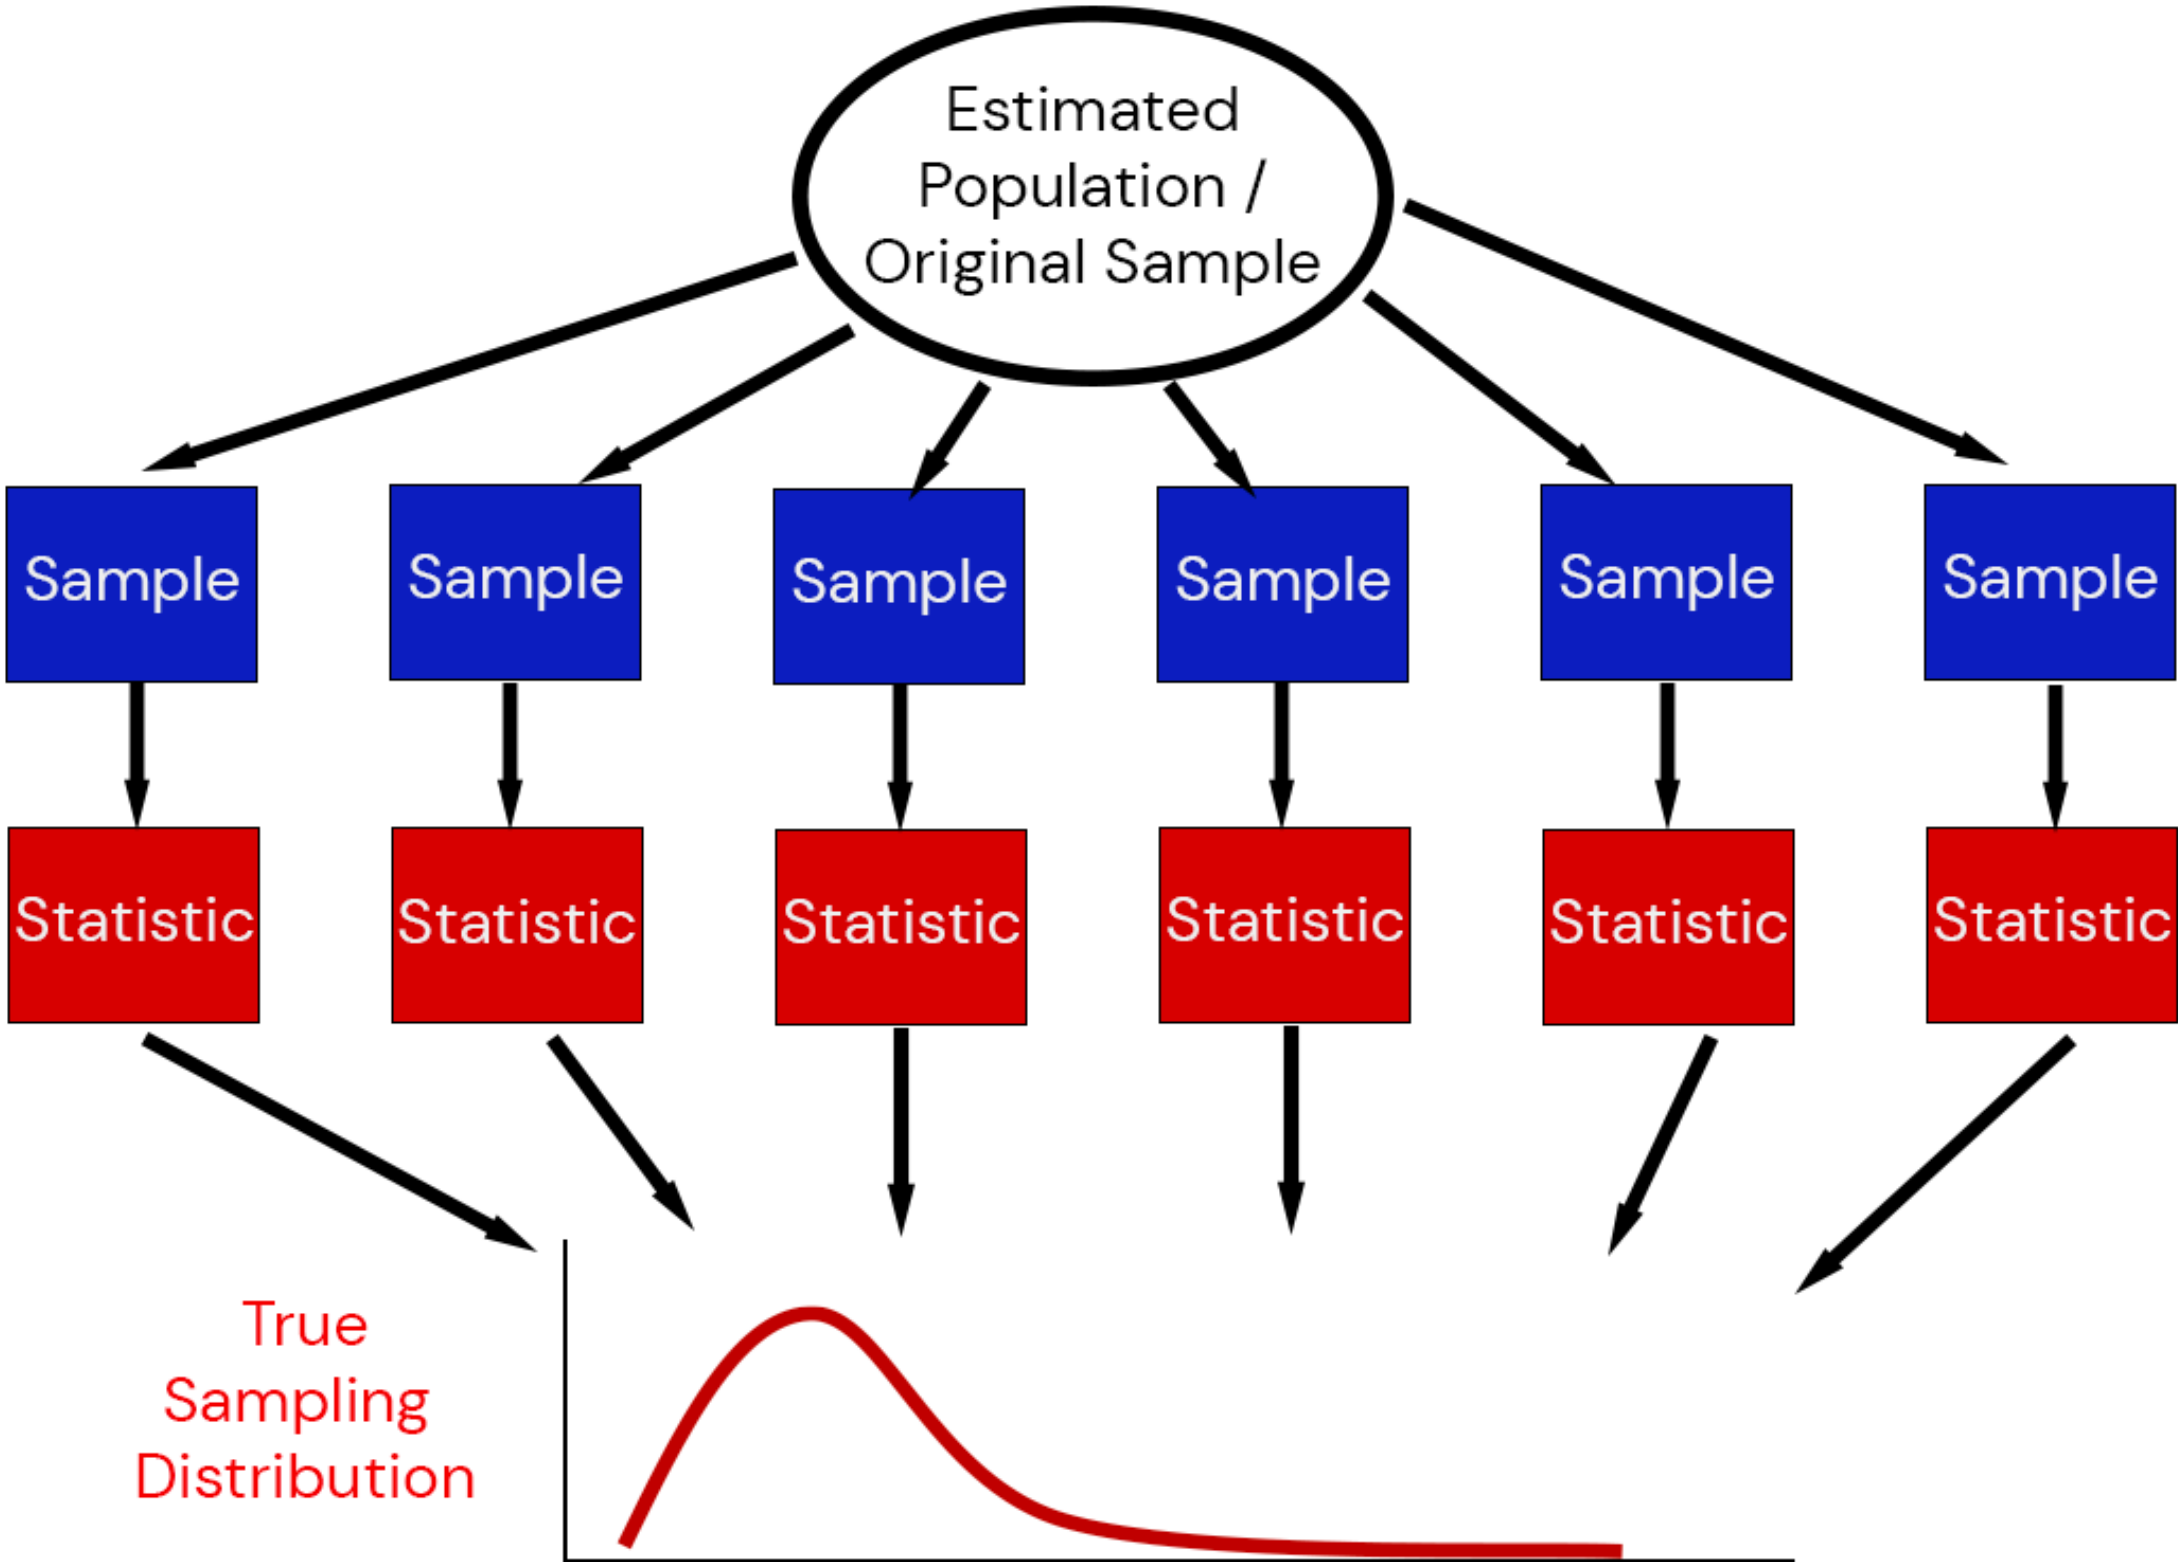 Estimated
Population /
Original Sample
Sample Sample Sample Sample Sample Sample
Statistic Statistic Statistic Statistic Statistic Statistic
True
Sampling
Distribution